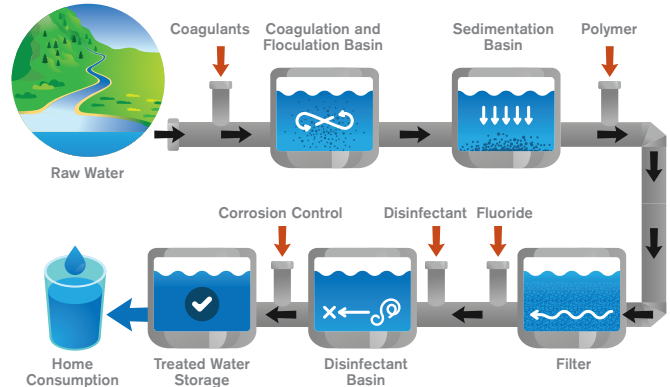 Coagulants
Coagulation and
Floculation Basin
Sedimentation
Basin
Polymer
Raw Water
Corrosion Control
Disinfectant
Fluoride
Home
Consumption
Treated Water
Storage
Disinfectant
Basin
Filter